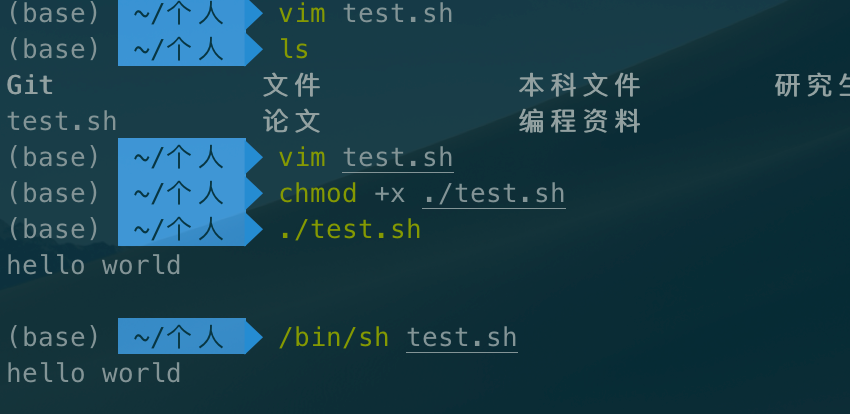 (base) ~/个人 vim test.sh
(base) ~/个人 ls
Git 文件 本科文件 研究生
test.sh 论文 编程资料
(base) ~/个人 vim test.sh
(base) ~/个人 chmod +x ./test.sh
(base) ~/个人 ./test.sh
hello world
(base) ~/个人 /bin/sh test.sh
hello world